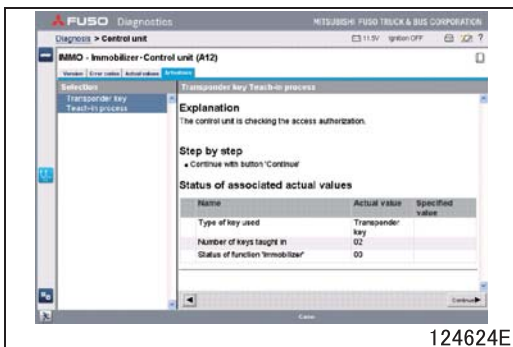 FUSO Diagnostics
MITSUBISHI FUSO TRUCK & BUS CORPORATION
Diagnosis > Control unit
11.5V Ignition OFF
IMMO - Immobilizer-Control unit (A12)
Version Error codes Actual values Actuations
Selection
Transponder key Teach-in process
Transponder key
Teach-in process
Explanation
The control unit is checking the access authorization.
Step by step
• Continue with button 'Continue'
Status of associated actual values
Name Actual value Specified
value
Type of key used Transponder
key
Number of keys taught in 02
Status of function 'Immobilizer' 00
Continue
124624E